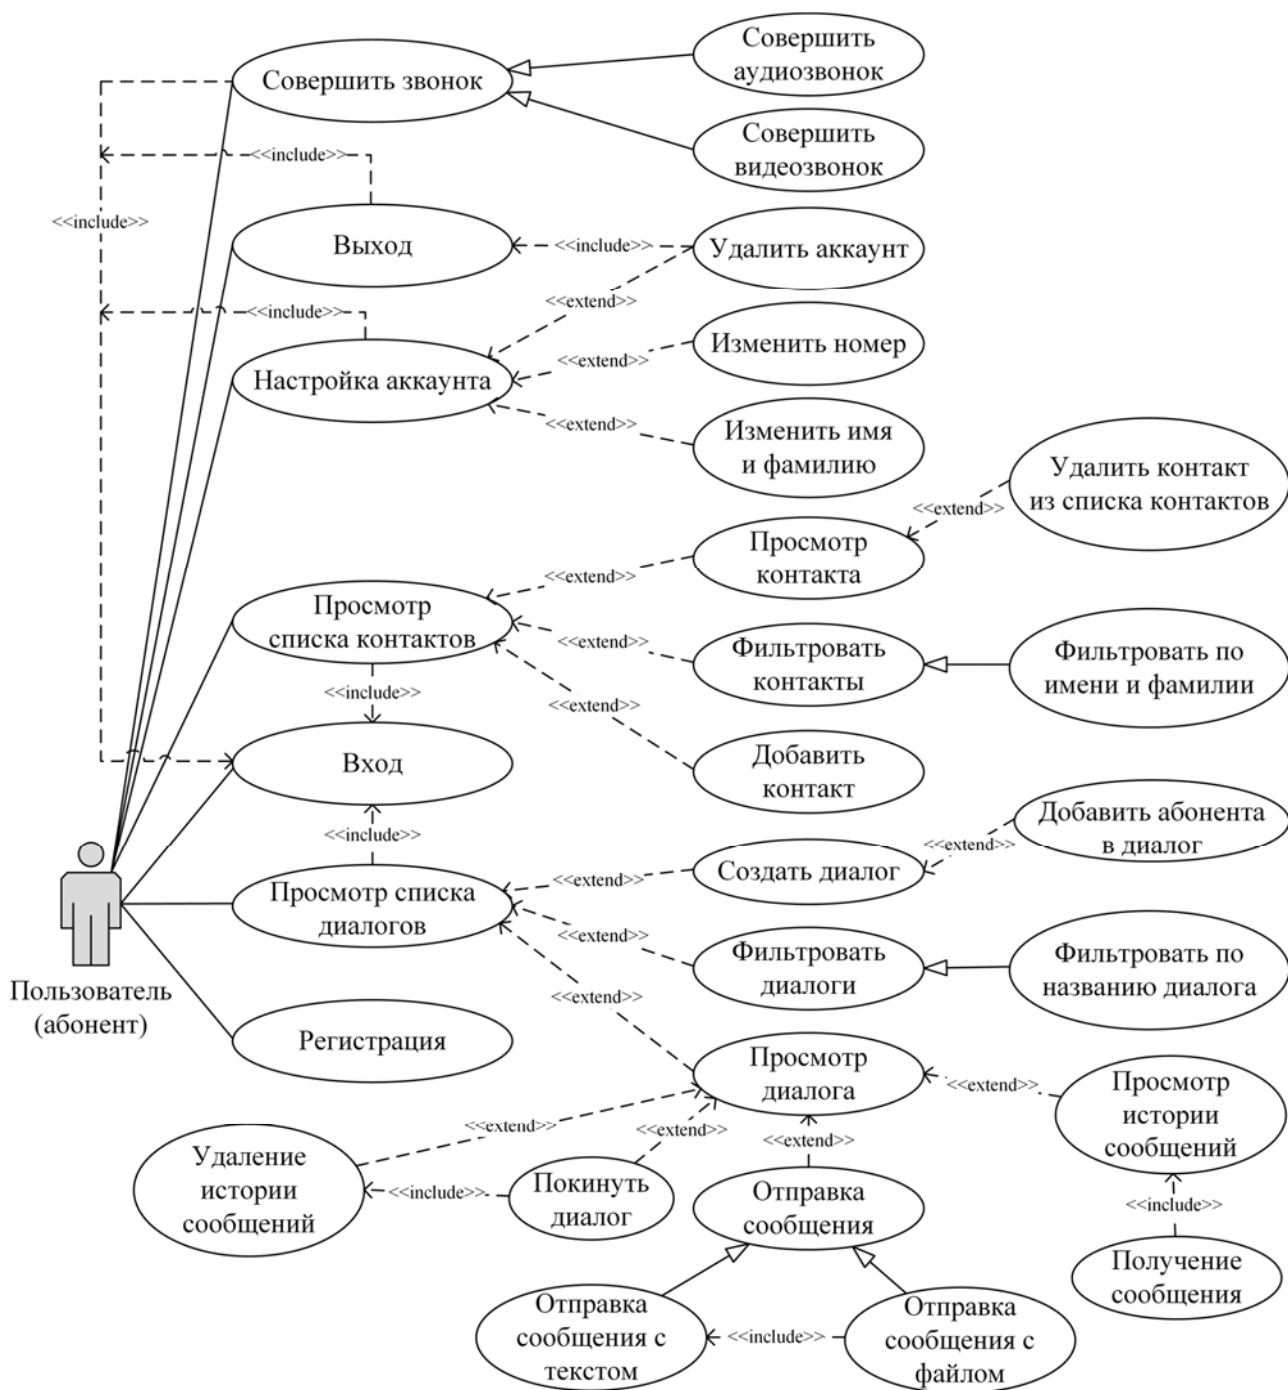 Совершить
аудиозвонок
Совершить звонок
Совершить
видеозвонок
<<include>>
<<include>>
Выход
<<include>>
Удалить аккаунт
<<extend>>
<<include>>
Изменить номер
<<extend>>
Настройка аккаунта
<<extend>>
Изменить имя
и фамилию
Удалить контакт
из списка контактов
<<extend>>
Просмотр
контакта
<<extend>>
Просмотр
списка контактов
<<extend>>
Фильтровать
контакты
Фильтровать по
имени и фамилии
<<include>>
<<extend>>
Вход
Добавить
контакт
Добавить абонента
в диалог
<<include>>
<<extend>>
Создать диалог
<<extend>>
Просмотр списка
диалогов
<<extend>>
Фильтровать
диалоги
Фильтровать по
названию диалога
Пользователь
(абонент)
<<extend>>
Регистрация
Просмотр
диалога
<<extend>>
Просмотр
истории
сообщений
<<extend>>
<<extend>>
<<extend>>
Удаление
истории
сообщений
<<include>>
Покинуть
диалог
Отправка
сообщения
<<include>>
Получение
сообщения
Отправка
сообщения с
текстом
<<include>>
Отправка
сообщения с
файлом